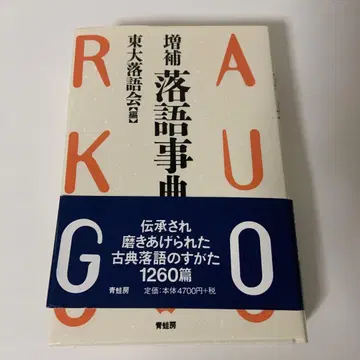 増補
落語事典
東大落語会【編】
R A
K U
G O
伝承され
磨きあげられた
古典落語のすがた
1260篇
青蛙房
定価:本体4700円+税
青蛙房